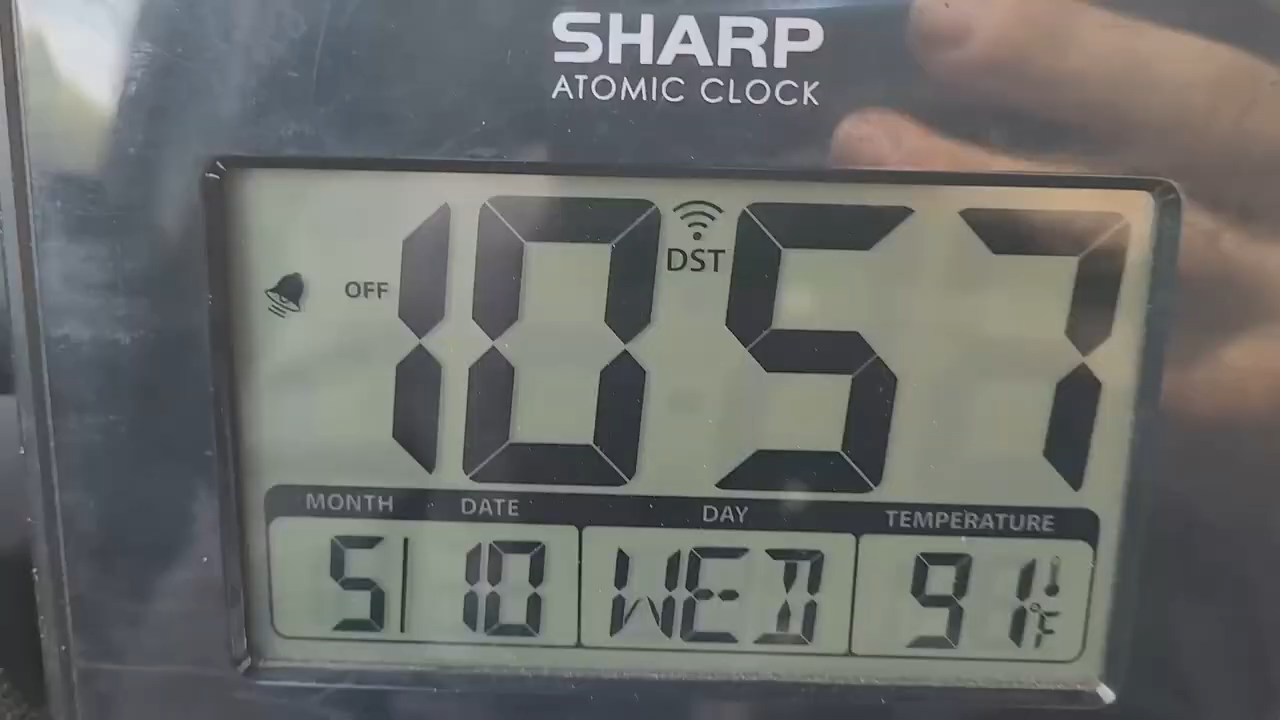 SHARP
ATOMIC CLOCK
OFF 10 DST 57
MONTH DATE DAY TEMPERATURE
5 10 WED 91°F